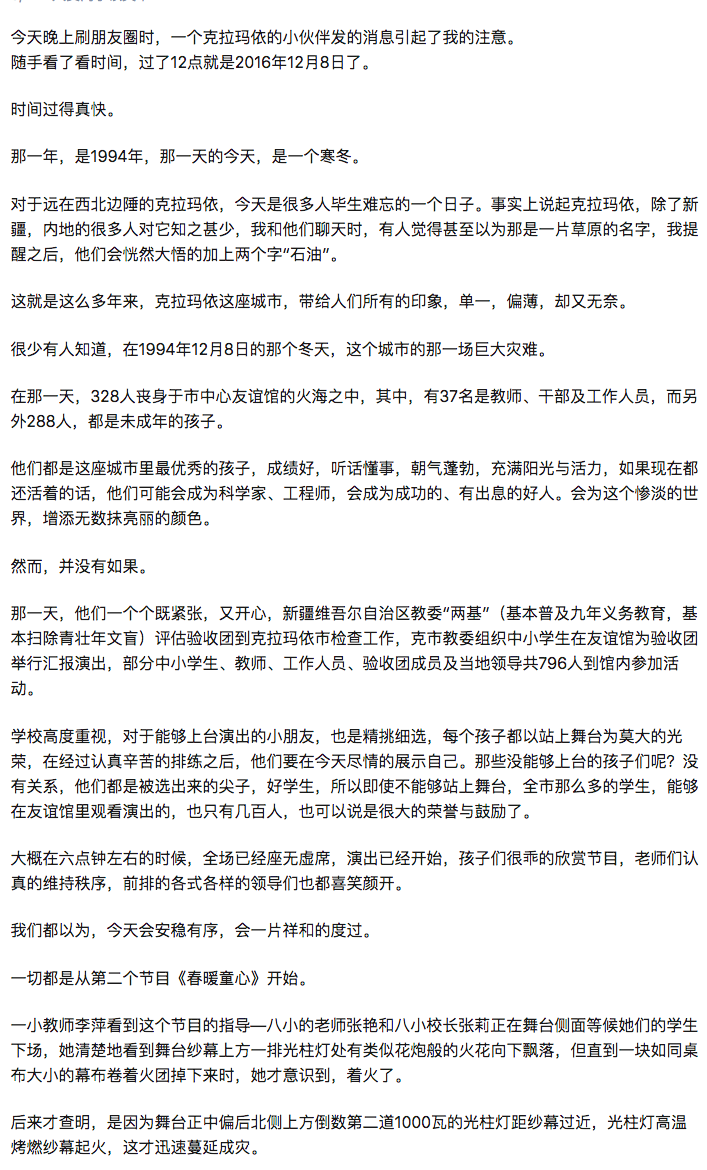 今天晚上刷朋友圈时，一个克拉玛依的小伙伴发的消息引起了我的注意。
随手看了看时间，过了12点就是2016年12月8日了。
时间过得真快。
那一年，是1994年，那一天的今天，是一个寒冬。
对于远在西北边陲的克拉玛依，今天是很多人毕生难忘的一个日子。事实上说起克拉玛依，除了新
疆，内地的很多人对它知之甚少，我和他们聊天时，有人觉得甚至以为那是一片草原的名字，我提
醒之后，他们会恍然大悟的加上两个字“石油”。
这就是这么多年来，克拉玛依这座城市，带给人们所有的印象，单一，偏薄，却又无奈。
很少有人知道，在1994年12月8日的那个冬天，这个城市的那一场巨大灾难。
在那一天，328人丧身于市中心友谊馆的火海之中，其中，有37名是教师、干部及工作人员，而另
外288人，都是未成年的孩子。
他们都是这座城市里最优秀的孩子，成绩好，听话懂事，朝气蓬勃，充满阳光与活力，如果现在都
还活着的话，他们可能会成为科学家、工程师，会成为成功的、有出息的好人。会为这个惨淡的世
界，增添无数抹亮丽的颜色。
然而，并没有如果。
那一天，他们一个个既紧张，又开心，新疆维吾尔自治区教委“两基”（基本普及九年义务教育，基
本扫除青壮年文盲）评估验收团到克拉玛依市检查工作，克市教委组织中小学生在友谊馆为验收团
举行汇报演出，部分中小学生、教师、工作人员、验收团成员及当地领导共796人到馆内参加活
动。
学校高度重视，对于能够上台演出的小朋友，也是精挑细选，每个孩子都以站上舞台为莫大的光
荣，在经过认真辛苦的排练之后，他们要在今天尽情的展示自己。那些没能够上台的孩子们呢？没
有关系，他们都是被选出来的尖子，好学生，所以即使不能够站上舞台，全市那么多的学生，能够
在友谊馆里观看演出的，也只有几百人，也可以说是很大的荣誉与鼓励了。
大概在六点钟左右的时候，全场已经座无虚席，演出已经开始，孩子们很乖的欣赏节目，老师们认
真的维持秩序，前排的各式各样的领导们也都喜笑颜开。
我们都以为，今天会安稳有序，会一片祥和的度过。
一切都是从第二个节目《春暖童心》开始。
一小教师李萍看到这个节目的指导—八小的老师张艳和八小校长张莉正在舞台侧面等候她们的学生
下场，她清楚地看到舞台纱幕上方一排光柱灯处有类似花炮般的火花向下飘落，但直到一块如同桌
布大小的幕布卷着火团掉下来时，她才意识到，着火了。
后来才查明，是因为舞台正中偏后北侧上方倒数第二道1000瓦的光柱灯距纱幕过近，光柱灯高温
烤燃纱幕起火，这才迅速蔓延成灾。